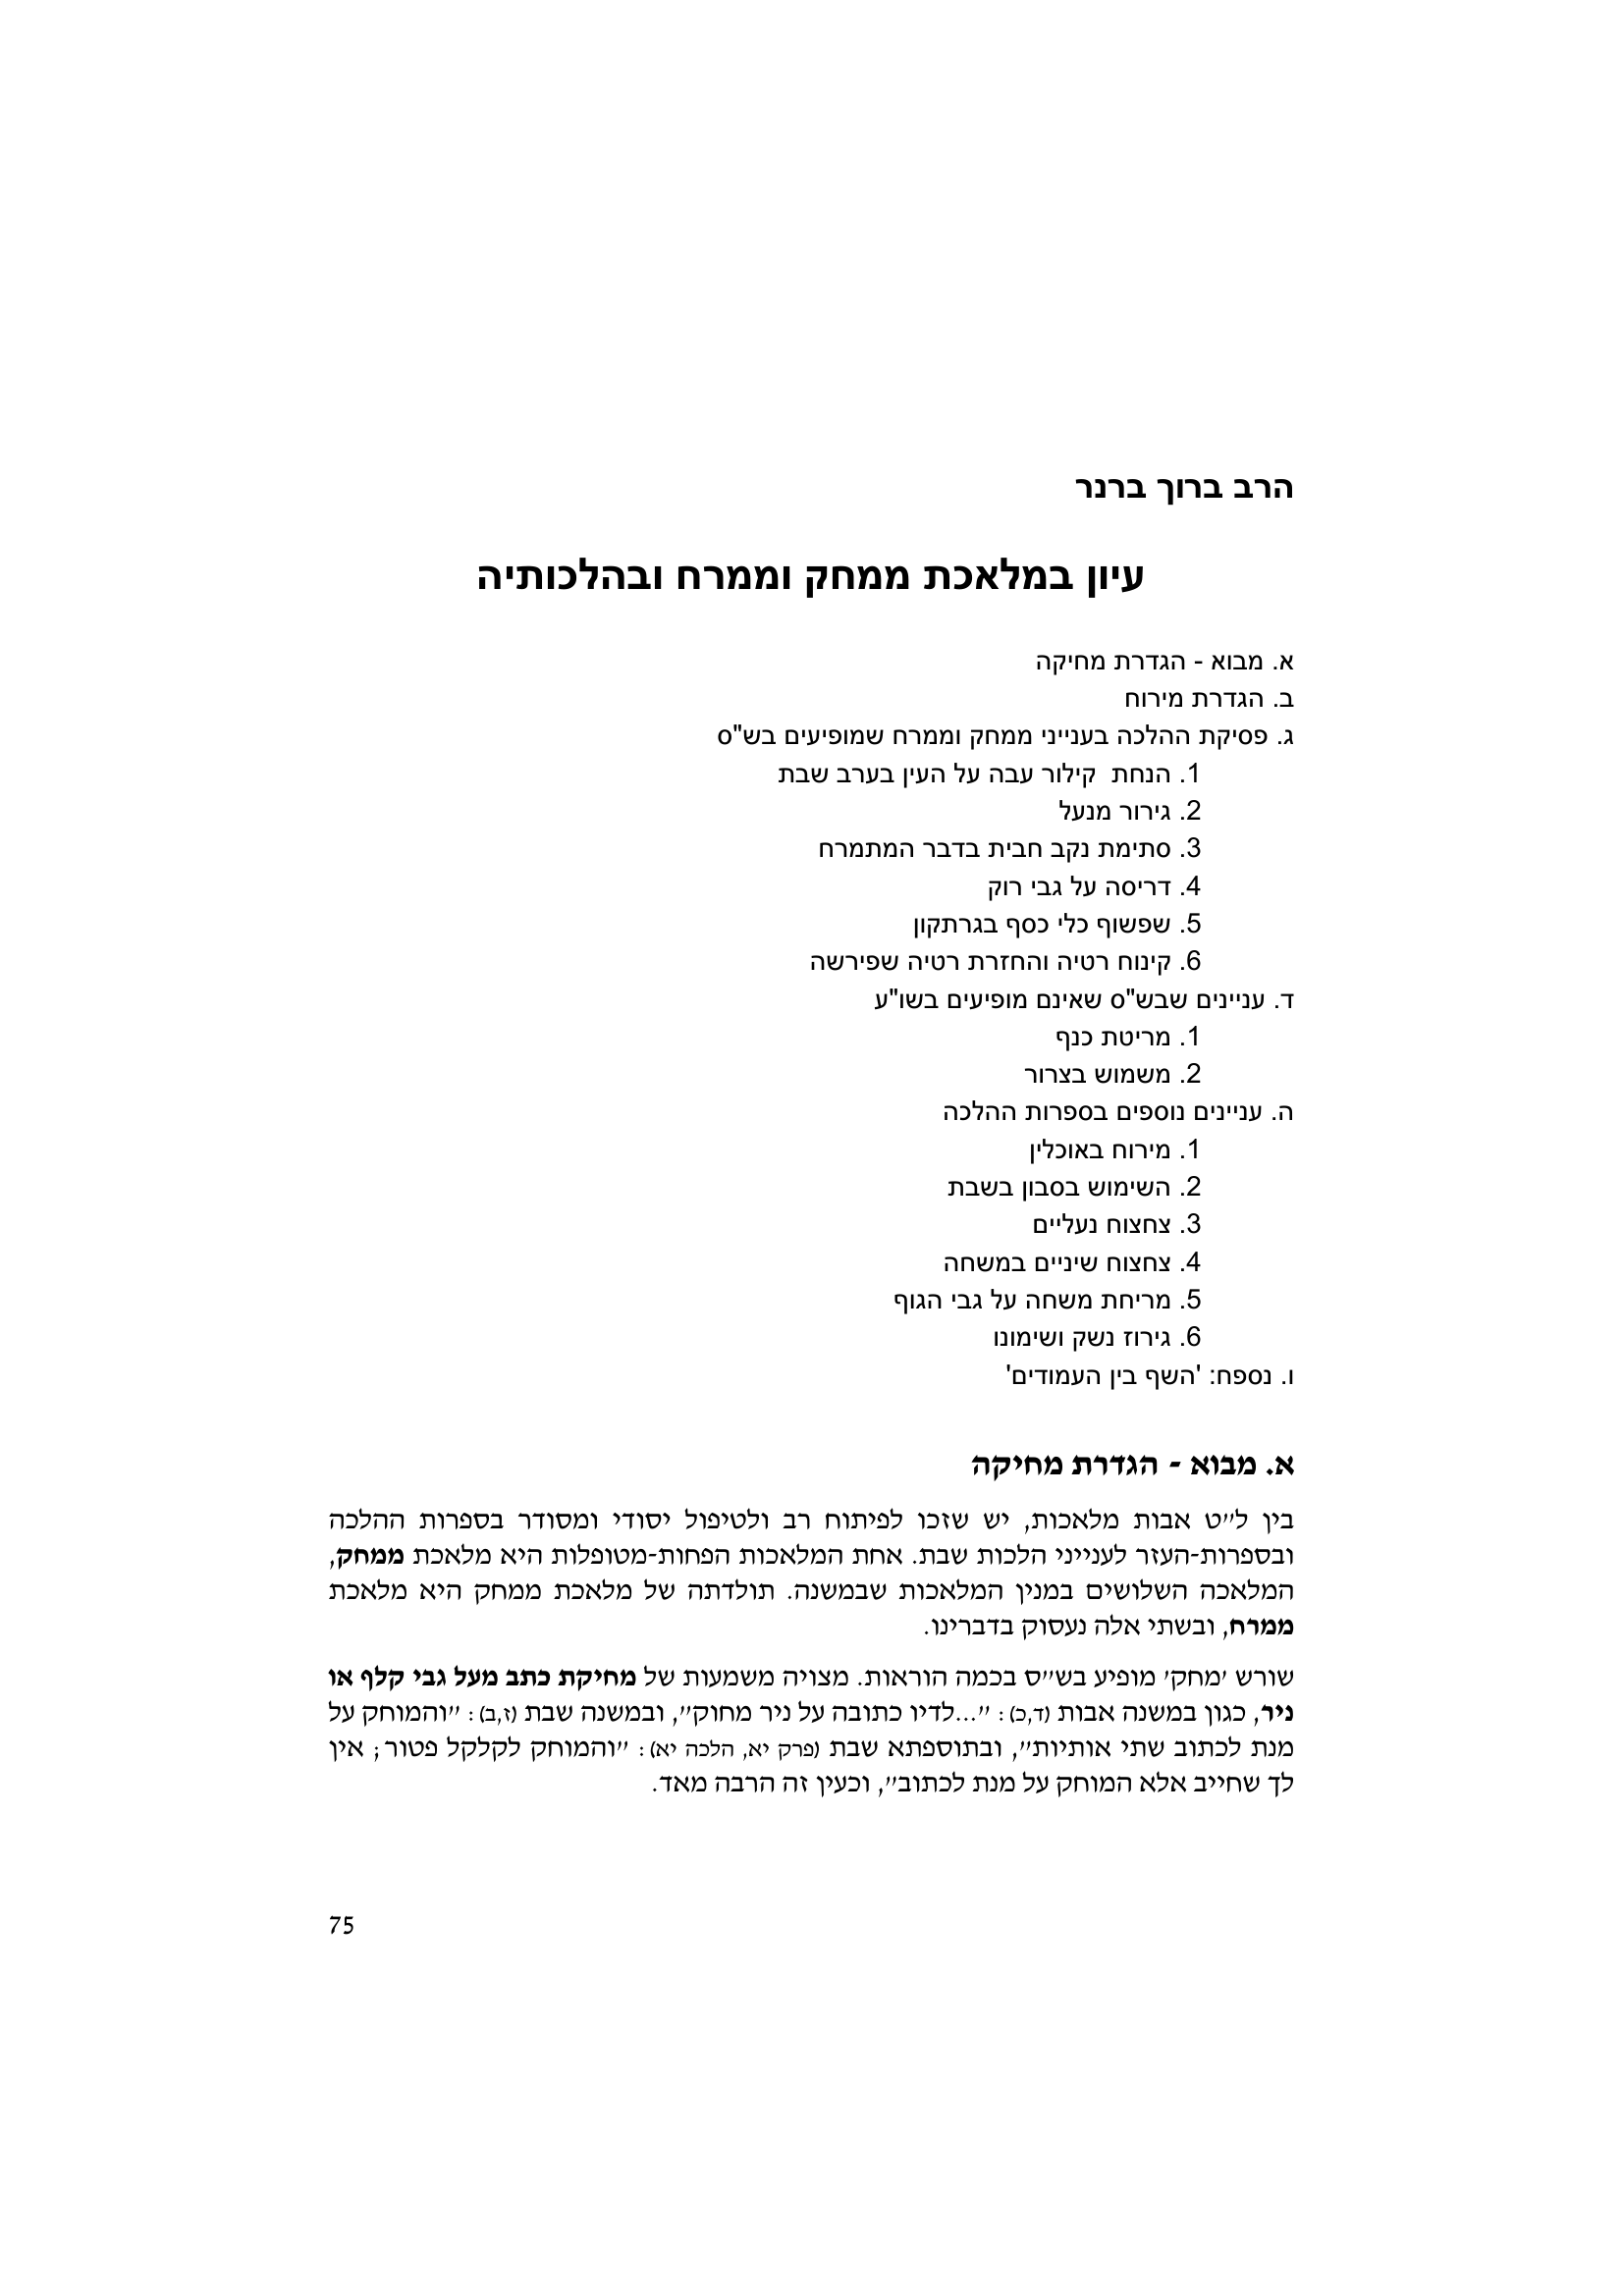 הרב ברוך ברנר
עיון במלאכת ממחק וממרח ובהלכותיה
א. מבוא - הגדרת מחיקה
ב. הגדרת מירוח
ג. פסיקת ההלכה בענייני ממחק וממרח שמופיעים בש"ס
1. הנחת קילור עבה על העין בערב שבת
2. גירור מנעל
3. סתימת נקב חבית בדבר המתמרח
4. דריסה על גבי רוק
5. שפשוף כלי כסף בגרתקון
6. קינוח רטיה והחזרת רטיה שפירשה
ד. עניינים שבש"ס שאינם מופיעים בשו"ע
1. מריטת כנף
2. משמוש בצרור
ה. עניינים נוספים בספרות ההלכה
1. מירוח באוכלין
2. השימוש בסבון בשבת
3. צחצוח נעליים
4. צחצוח שיניים במשחה
5. מריחת משחה על גבי הגוף
6. גירוז נשק ושימונו
ו. נספח: 'השף בין העמודים'
א. מבוא - הגדרת מחיקה
בין ל"ט אבות מלאכות, יש שזכו לפיתוח רב ולטיפול יסודי ומסודר בספרות ההלכה
ובספרות-העזר לענייני הלכות שבת. אחת המלאכות הפחות-מטופלות היא מלאכת ממחק,
המלאכה השלושים במנין המלאכות שבמשנה. תולדתה של מלאכת ממחק היא מלאכת
ממרח, ובשתי אלה נעסוק בדברינו.
שורש 'מחק' מופיע בש"ס בכמה הוראות. מצויה משמעות של מחיקת כתב מעל גבי קלף או
ניר, כגון במשנה אבות (ד,כ): "...לדיו כתובה על ניר מחוק", ובמשנה שבת (ז,ב): "והמוחק על
מנת לכתוב שתי אותיות", ובתוספתא שבת (פרק יא, הלכה יא): "והמוחק לקלקל פטור; אין
לך שחייב אלא המוחק על מנת לכתוב", וכעין זה הרבה מאד.
75